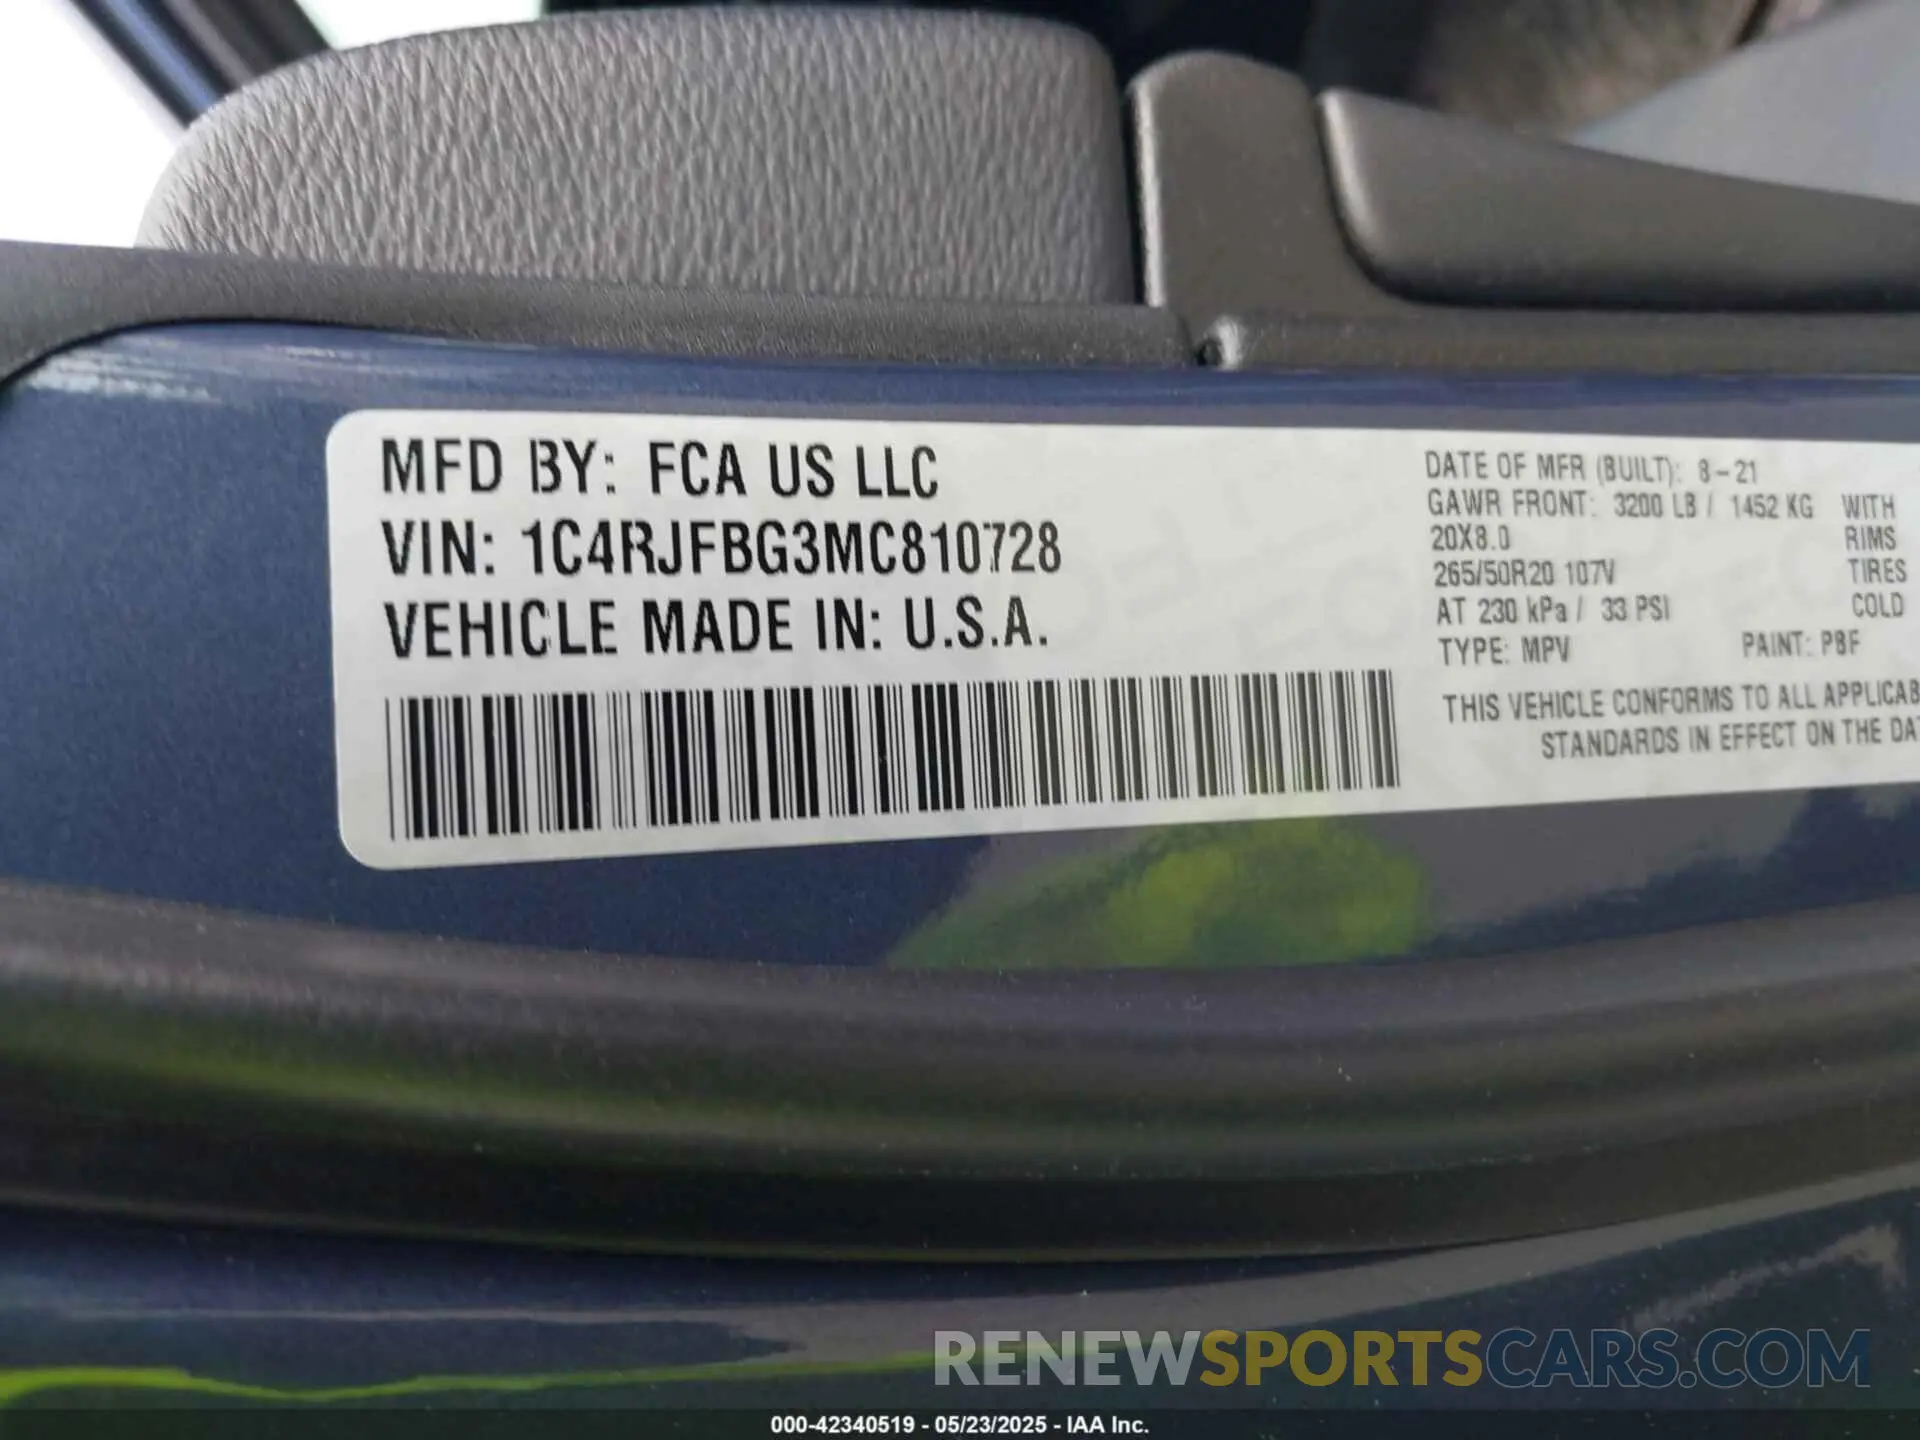 MFD BY: FCA US LLC
VIN: 1C4RJFBG3MC810728
VEHICLE MADE IN: U.S.A.
DATE OF MFR (BUILT): 8-21
GAWR FRONT: 3200 LB / 1452 KG WITH
20X8.0 RIMS
265/50R20 107V TIRES
AT 230 kPa / 33 PSI COLD
TYPE: MPV PAINT: PBF
THIS VEHICLE CONFORMS TO ALL APPLICAB
STANDARDS IN EFFECT ON THE DA
RENEWSPORTSCARS.COM
000-42340519 - 05/23/2025 - IAA Inc.